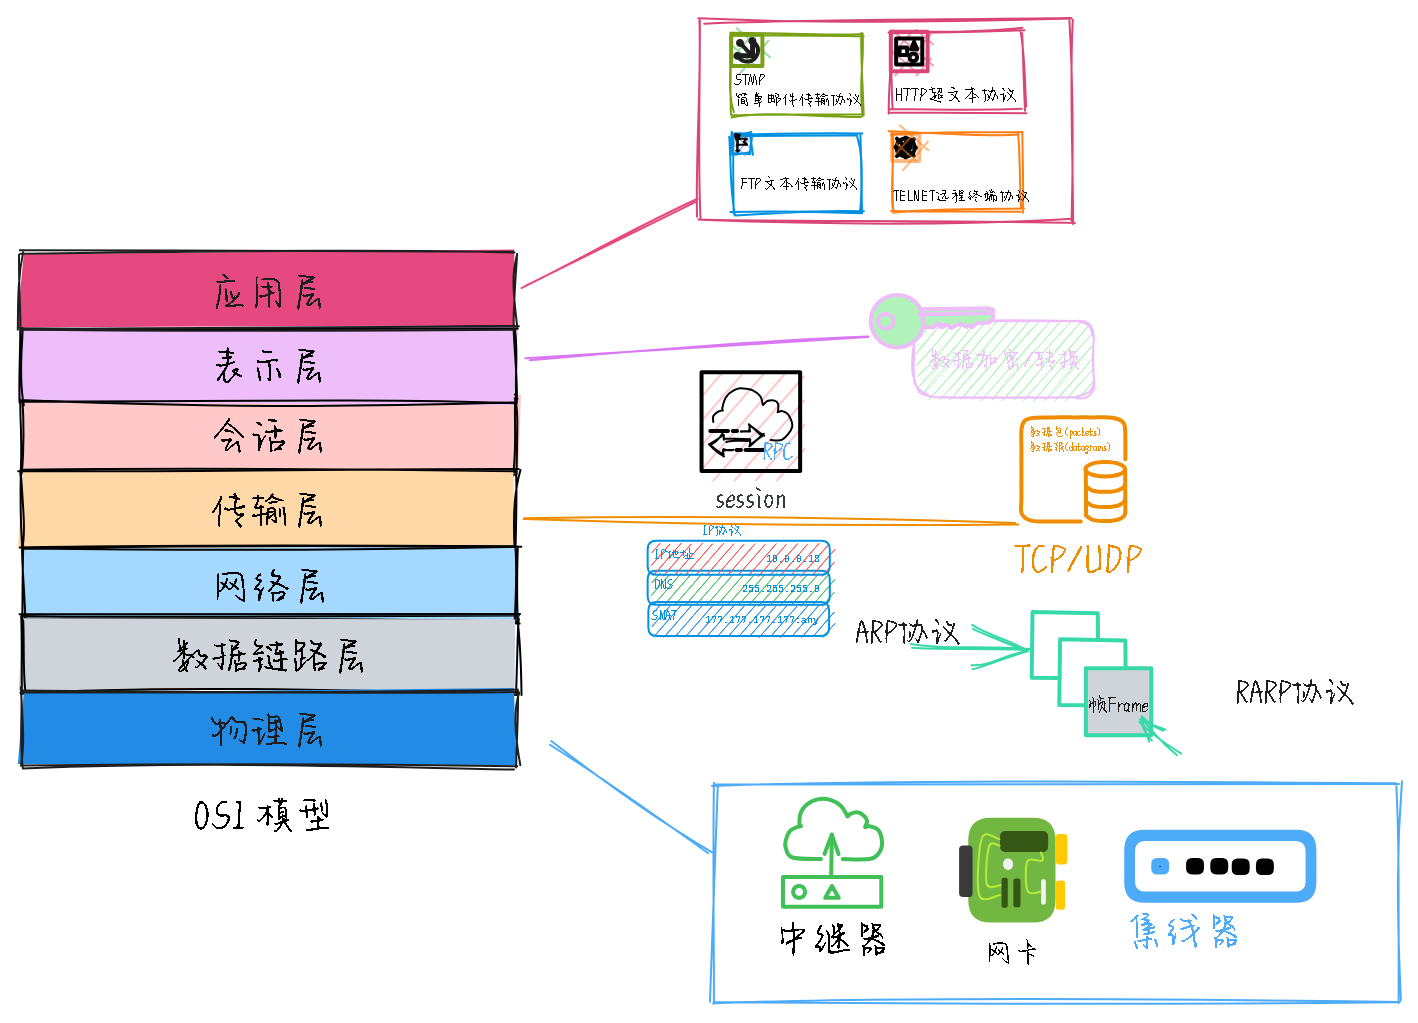 STMP
简单邮件传输协议
HTTP超文本协议
FTP文本传输协议
TELNET远程终端协议
应用层
表示层
会话层
传输层
网络层
数据链路层
物理层
OSI模型
数据加密/转换
RPC
session
数据包(packets)
数据报(datagrams)
TCP/UDP
IP协议
IP地址 10.0.0.18
DNS 255.255.255.0
SNAT 177.177.177.177:any
ARP协议
帧Frame
RARP协议
中继器
网卡
集线器